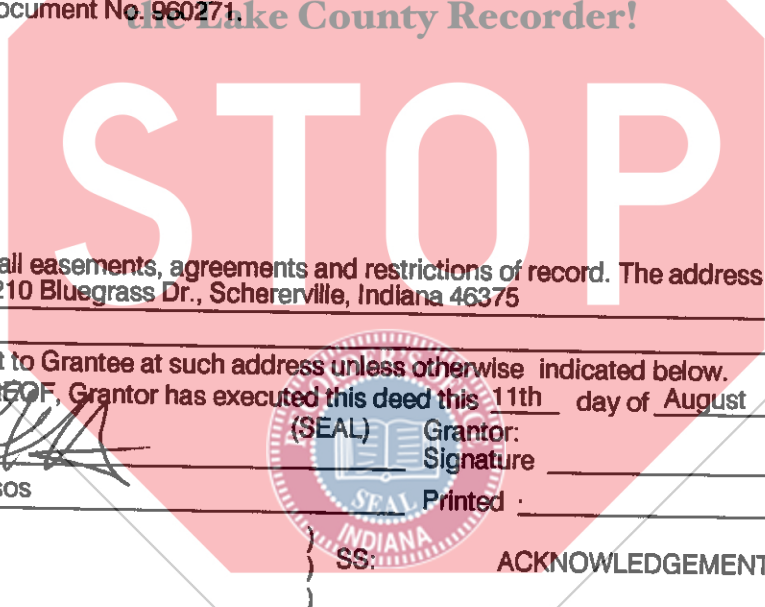 ocument No. 960271.
the Lake County Recorder!
STOP
all easements, agreements and restrictions of record. The address
210 Bluegrass Dr., Schererville, Indiana 46375
t to Grantee at such address unless otherwise indicated below.
REOF, Grantor has executed this deed this 11th day of August
(SEAL) Grantor:
Signature
sos
Printed
SEAL
INDIANA
) SS: ACKNOWLEDGEMENT
)